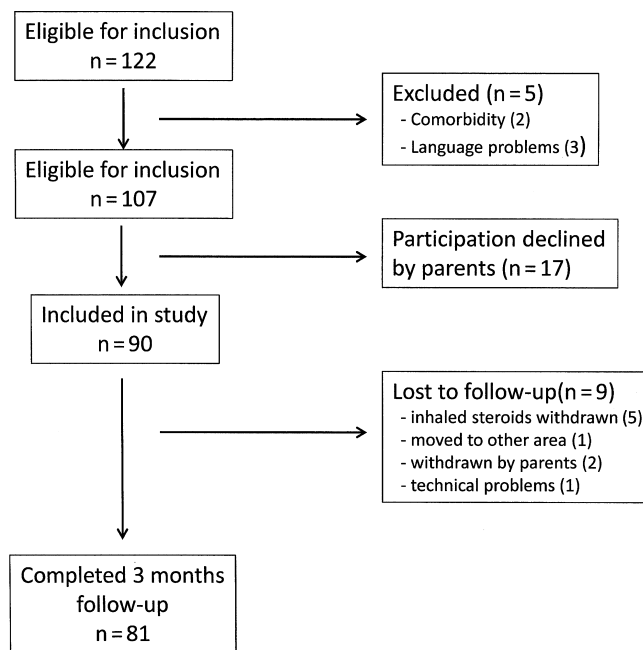 Eligible for inclusion
n = 122
Excluded (n = 5)
- Comorbidity (2)
- Language problems (3)
Eligible for inclusion
n = 107
Participation declined
by parents (n = 17)
Included in study
n = 90
Lost to follow-up(n = 9)
- inhaled steroids withdrawn (5)
- moved to other area (1)
- withdrawn by parents (2)
- technical problems (1)
Completed 3 months
follow-up
n = 81